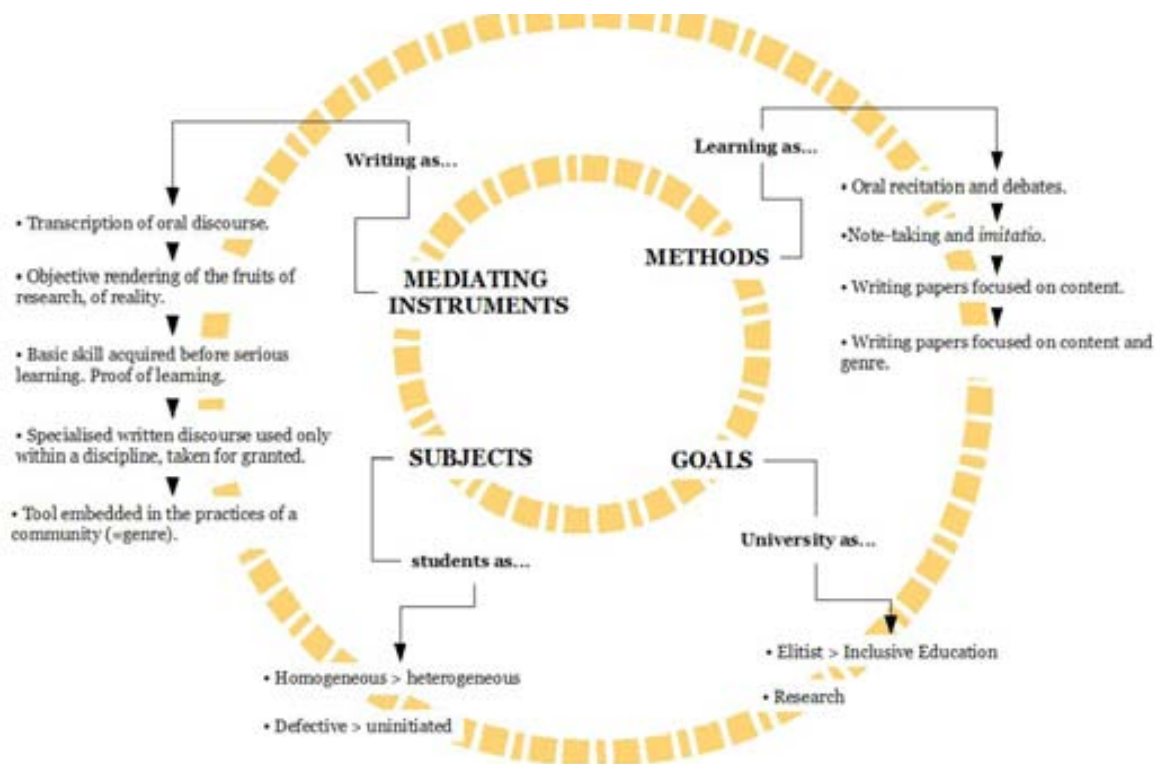 Writing as...
• Transcription of oral discourse.
• Objective rendering of the fruits of
research, of reality.
• Basic skill acquired before serious
learning. Proof of learning.
• Specialised written discourse used only
within a discipline, taken for granted.
• Tool embedded in the practices of a
community (=genre).
MEDIATING
INSTRUMENTS
Learning as...
• Oral recitation and debates.
•Note-taking and imitatio.
• Writing papers focused on content.
• Writing papers focused on content and
genre.
METHODS
SUBJECTS
students as...
• Homogeneous > heterogeneous
• Defective > uninitiated
GOALS
University as...
• Elitist > Inclusive Education
• Research